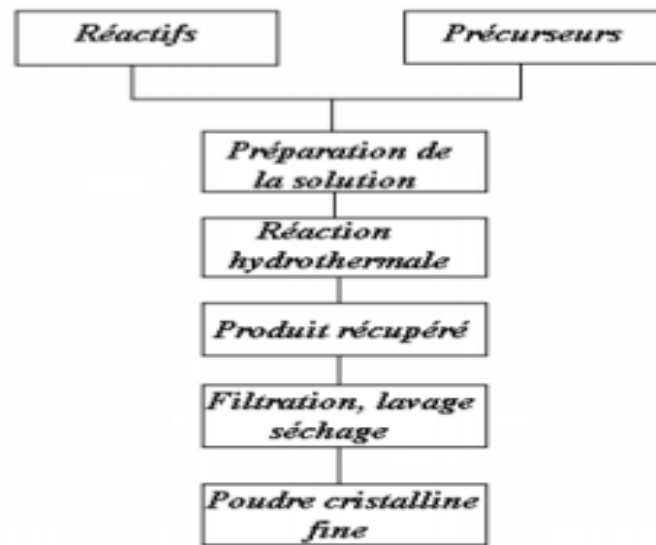 Réactifs
Précurseurs
Préparation de
la solution
Réaction
hydrothermale
Produit récupéré
Filtration, lavage
séchage
Poudre cristalline
fine